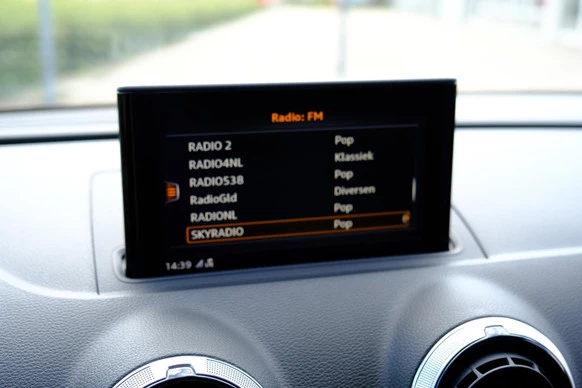 Radio: FM
RADIO 2 Pop
RADIO4NL Klassiek
RADIO538 Pop
RadioGld Diversen
RADIONL Pop
SKYRADIO Pop
14:39